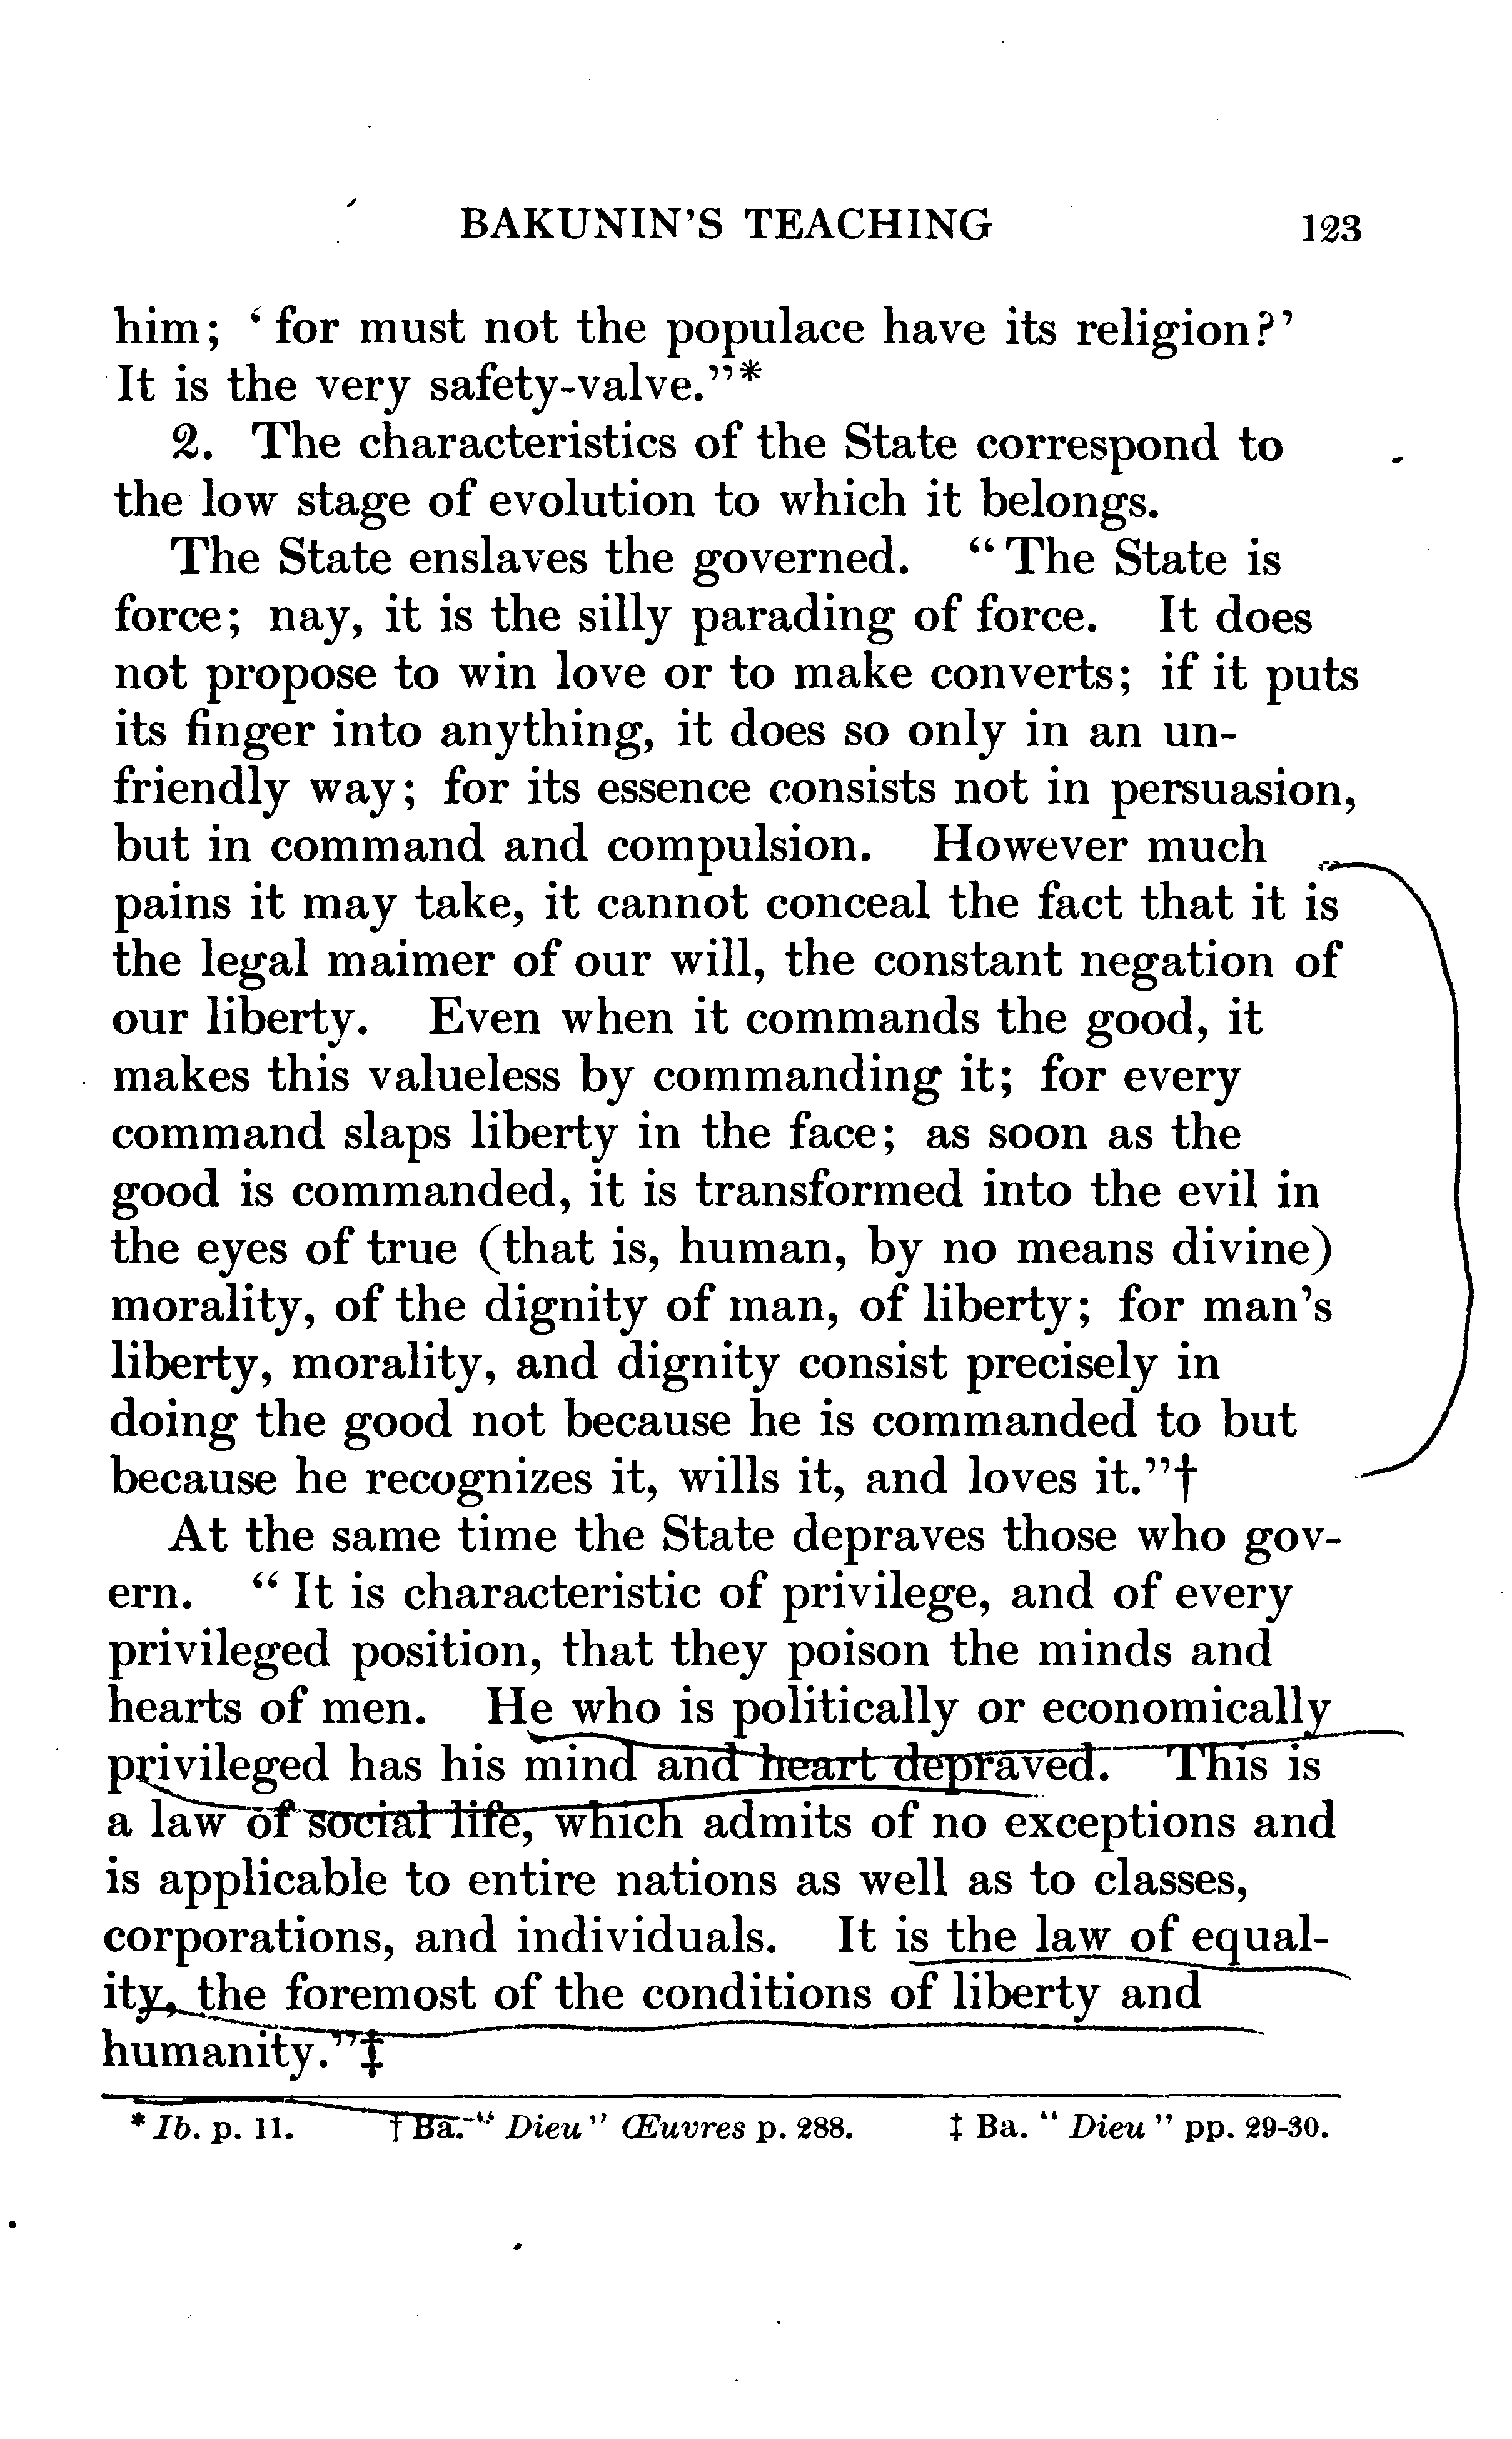 BAKUNIN'S TEACHING 123
him; 'for must not the populace have its religion?'
It is the very safety-valve."*
2. The characteristics of the State correspond to
the low stage of evolution to which it belongs.
The State enslaves the governed. "The State is
force; nay, it is the silly parading of force. It does
not propose to win love or to make converts; if it puts
its finger into anything, it does so only in an un-
friendly way; for its essence consists not in persuasion,
but in command and compulsion. However much
pains it may take, it cannot conceal the fact that it is
the legal maimer of our will, the constant negation of
our liberty. Even when it commands the good, it
makes this valueless by commanding it; for every
command slaps liberty in the face; as soon as the
good is commanded, it is transformed into the evil in
the eyes of true (that is, human, by no means divine)
morality, of the dignity of man, of liberty; for man's
liberty, morality, and dignity consist precisely in
doing the good not because he is commanded to but
because he recognizes it, wills it, and loves it."†
At the same time the State depraves those who gov-
ern. "It is characteristic of privilege, and of every
privileged position, that they poison the minds and
hearts of men. He who is politically or economically
privileged has his mind and heart depraved. This is
a law of social life, which admits of no exceptions and
is applicable to entire nations as well as to classes,
corporations, and individuals. It is the law of equal-
ity, the foremost of the conditions of liberty and
humanity."‡
* Ib. p. 11. † Ba. "Dieu" Œuvres p. 288. ‡ Ba. "Dieu" pp. 29-30.